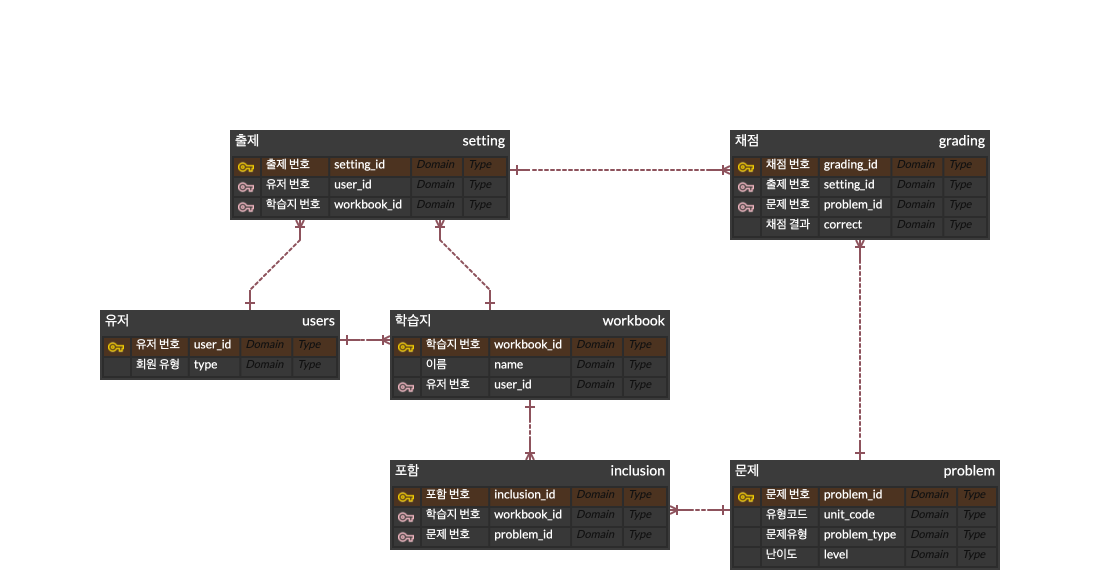 출제 setting
출제 번호 setting_id Domain Type
유저 번호 user_id Domain Type
학습지 번호 workbook_id Domain Type
채점 grading
채점 번호 grading_id Domain Type
출제 번호 setting_id Domain Type
문제 번호 problem_id Domain Type
채점 결과 correct Domain Type
유저 users
유저 번호 user_id Domain Type
회원 유형 type Domain Type
학습지 workbook
학습지 번호 workbook_id Domain Type
이름 name Domain Type
유저 번호 user_id Domain Type
포함 inclusion
포함 번호 inclusion_id Domain Type
학습지 번호 workbook_id Domain Type
문제 번호 problem_id Domain Type
문제 problem
문제 번호 problem_id Domain Type
유형코드 unit_code Domain Type
문제유형 problem_type Domain Type
난이도 level Domain Type